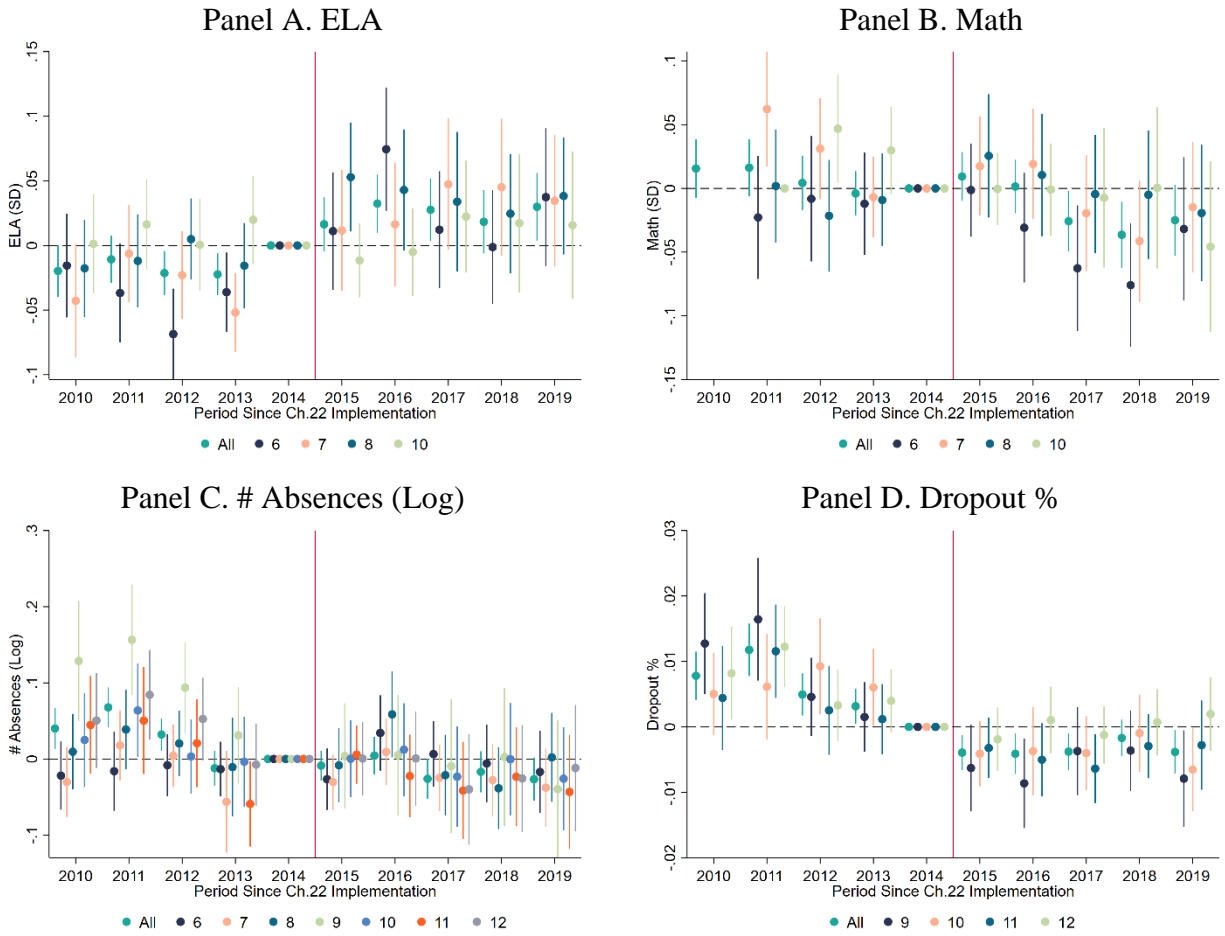 Panel A. ELA
ELA (SD)
.15
.1
.05
0
-.05
-.1
2010 2011 2012 2013 2014 2015 2016 2017 2018 2019
Period Since Ch.22 Implementation
All 6 7 8 10
Panel B. Math
Math (SD)
.1
.05
0
-.05
-.1
-.15
2010 2011 2012 2013 2014 2015 2016 2017 2018 2019
Period Since Ch.22 Implementation
All 6 7 8 10
Panel C. # Absences (Log)
# Absences (Log)
.3
.2
.1
0
-.1
2010 2011 2012 2013 2014 2015 2016 2017 2018 2019
Period Since Ch.22 Implementation
All 6 7 8 9 10 11 12
Panel D. Dropout %
Dropout %
.03
.02
.01
0
-.01
-.02
2010 2011 2012 2013 2014 2015 2016 2017 2018 2019
Period Since Ch.22 Implementation
All 9 10 11 12